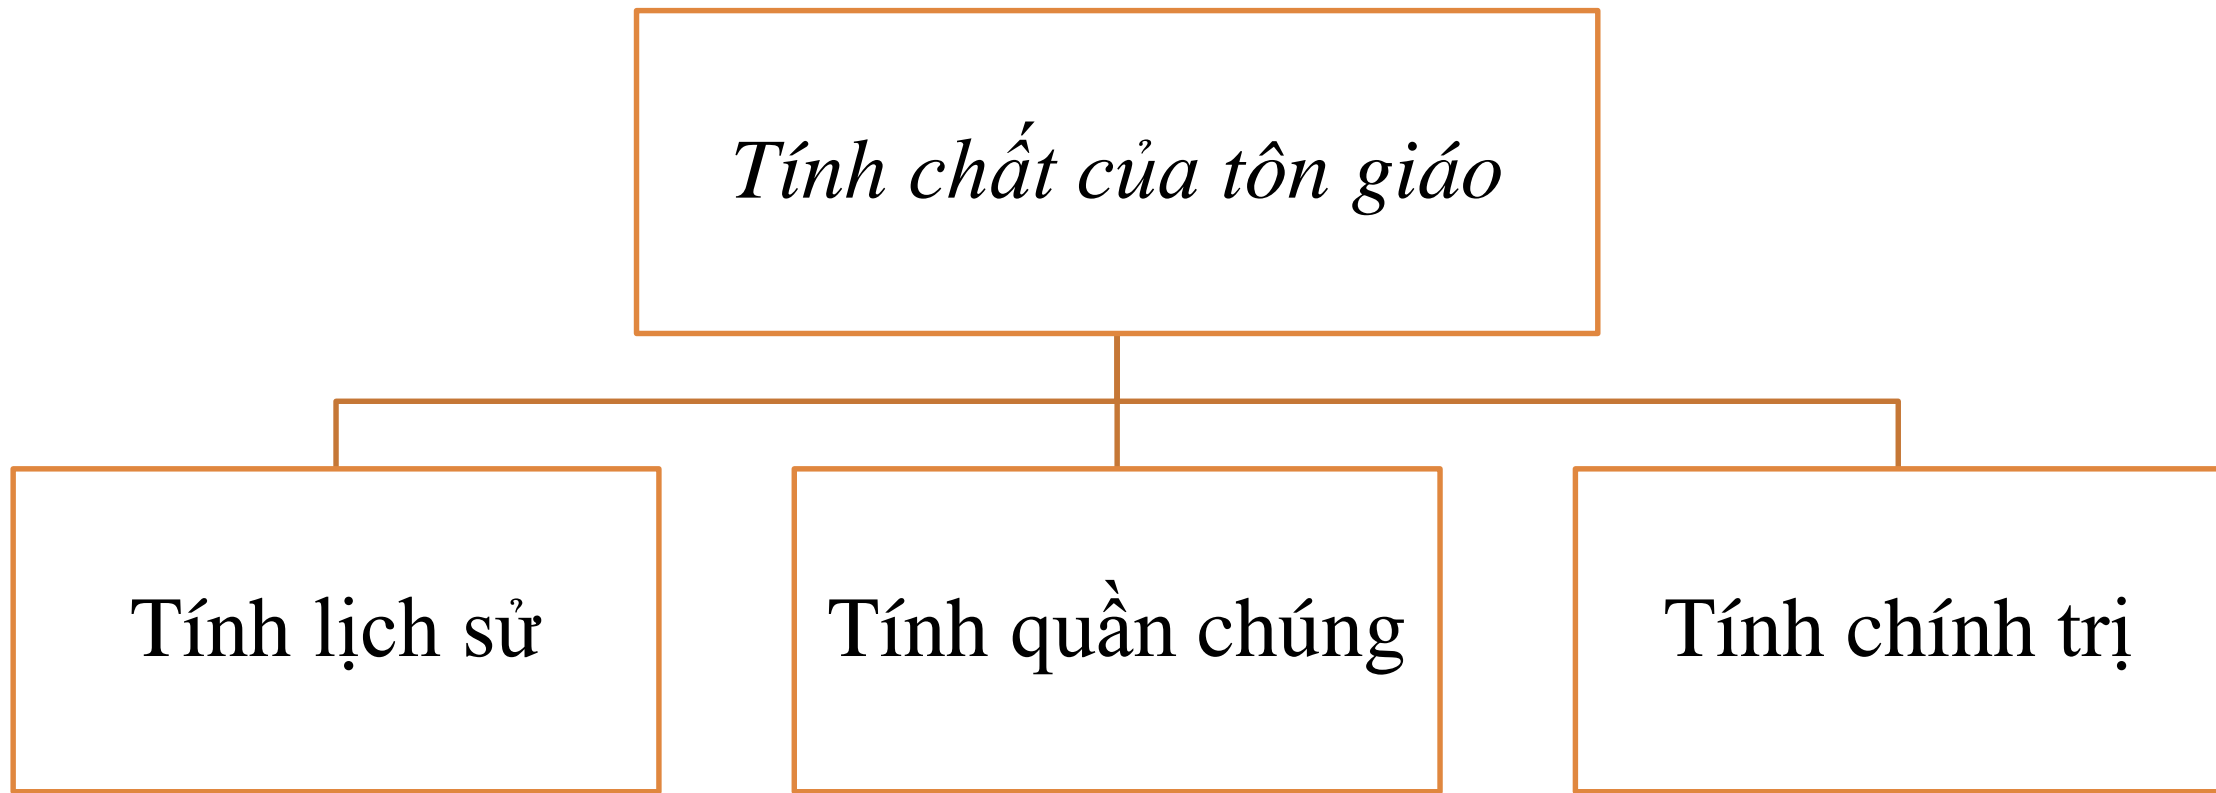 Tính chất của tôn giáo
Tính lịch sử
Tính quần chúng
Tính chính trị